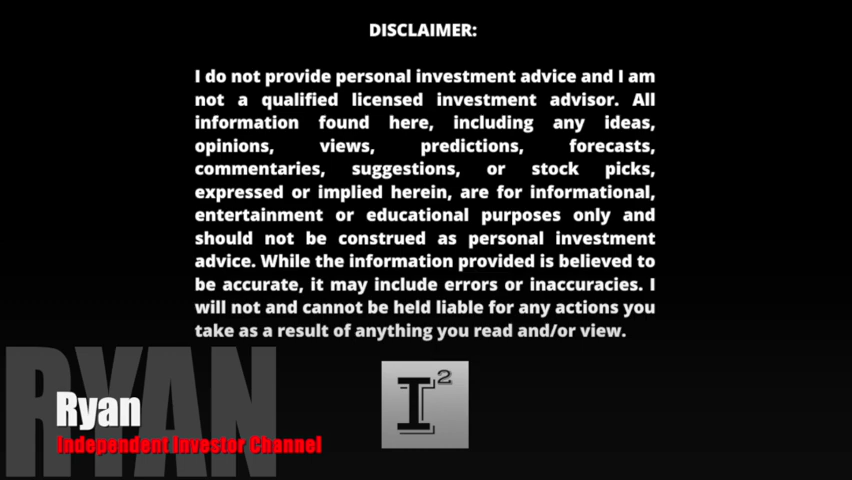 DISCLAIMER:
I do not provide personal investment advice and I am
not a qualified licensed investment advisor. All
information found here, including any ideas,
opinions, views, predictions, forecasts,
commentaries, suggestions, or stock picks,
expressed or implied herein, are for informational,
entertainment or educational purposes only and
should not be construed as personal investment
advice. While the information provided is believed to
be accurate, it may include errors or inaccuracies. I
will not and cannot be held liable for any actions you
take as a result of anything you read and/or view.
I²
RYAN
Ryan
Independent Investor Channel